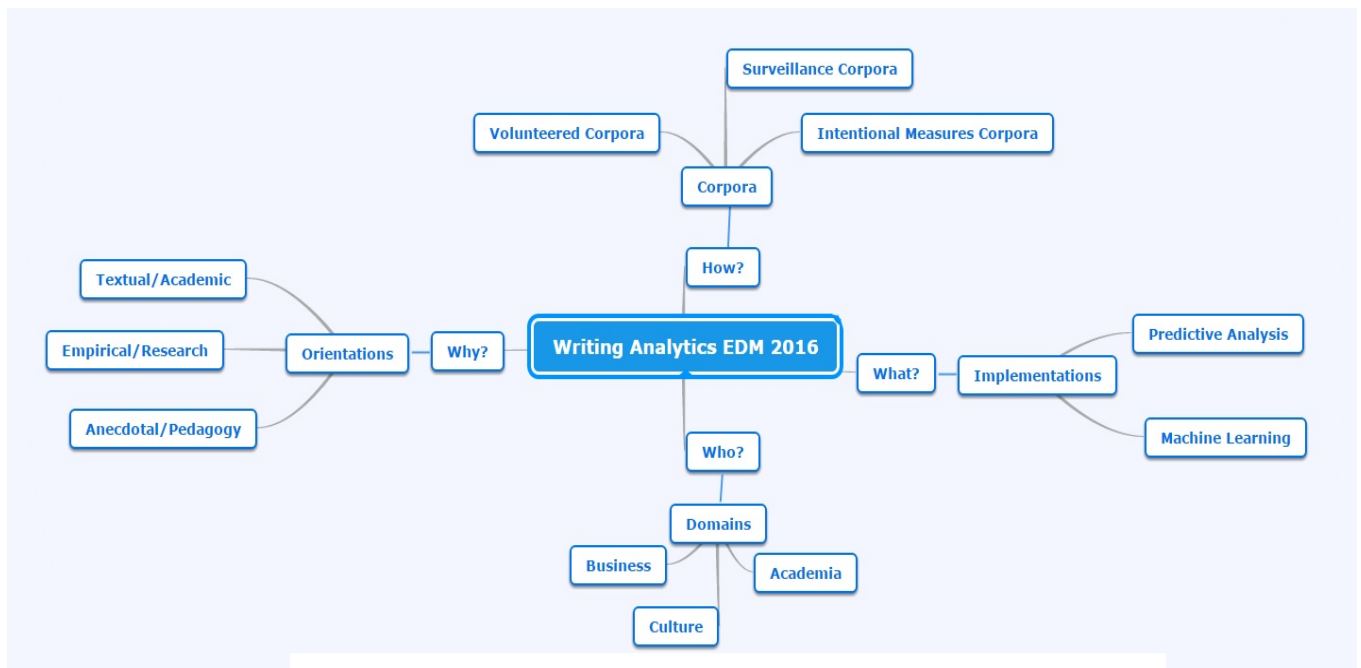 Surveillance Corpora
Volunteered Corpora
Intentional Measures Corpora
Corpora
How?
Textual/Academic
Empirical/Research
Anecdotal/Pedagogy
Orientations
Why?
Writing Analytics EDM 2016
What?
Implementations
Predictive Analysis
Machine Learning
Who?
Domains
Business
Academia
Culture